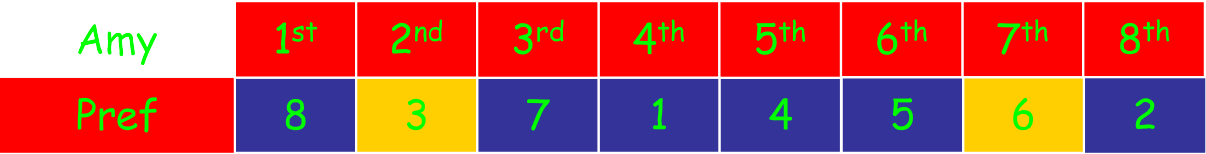 Amy 1st 2nd 3rd 4th 5th 6th 7th 8th
Pref 8 3 7 1 4 5 6 2